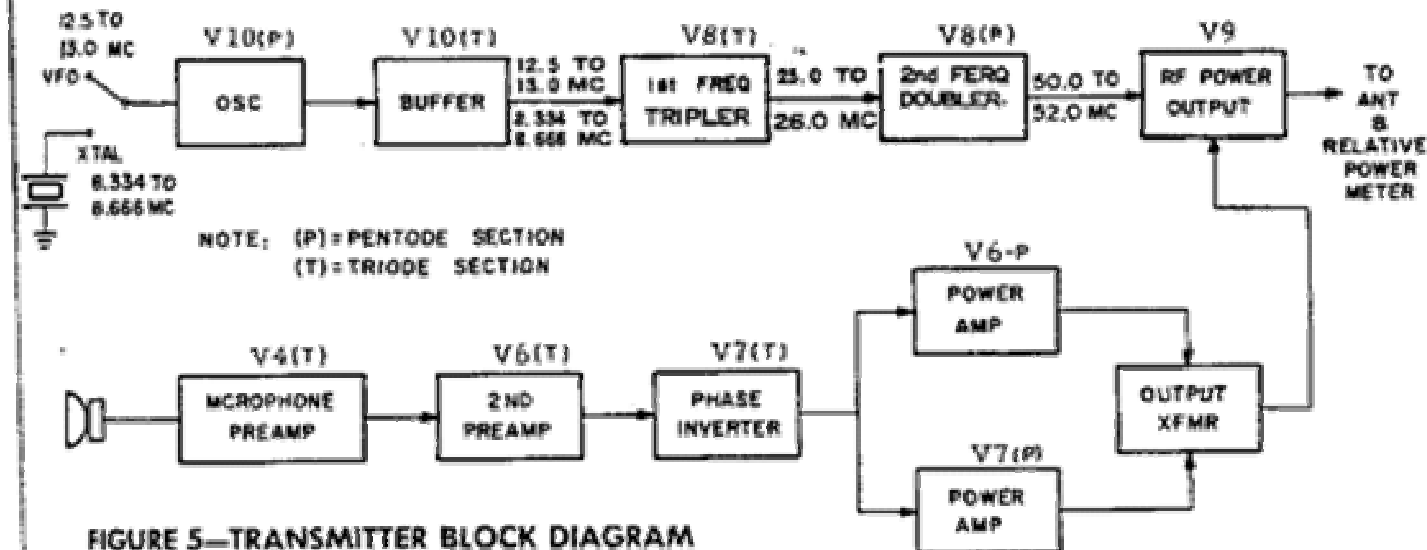 12.5 TO
13.0 MC
VFO
V10(P)
OSC
V10(T)
BUFFER
12.5 TO
13.0 MC
8.334 TO
8.666 MC
V8(T)
1st FREQ
TRIPLER
25.0 TO
26.0 MC
V8(P)
2nd FERQ
DOUBLER.
50.0 TO
52.0 MC
V9
RF POWER
OUTPUT
TO
ANT
&
RELATIVE
POWER
METER
XTAL
8.334 TO
8.666 MC
NOTE: (P) = PENTODE SECTION
(T) = TRIODE SECTION
V4(T)
MCROPHONE
PREAMP
V6(T)
2ND
PREAMP
V7(T)
PHASE
INVERTER
V6-P
POWER
AMP
V7(P)
POWER
AMP
OUTPUT
XFMR
FIGURE 5—TRANSMITTER BLOCK DIAGRAM